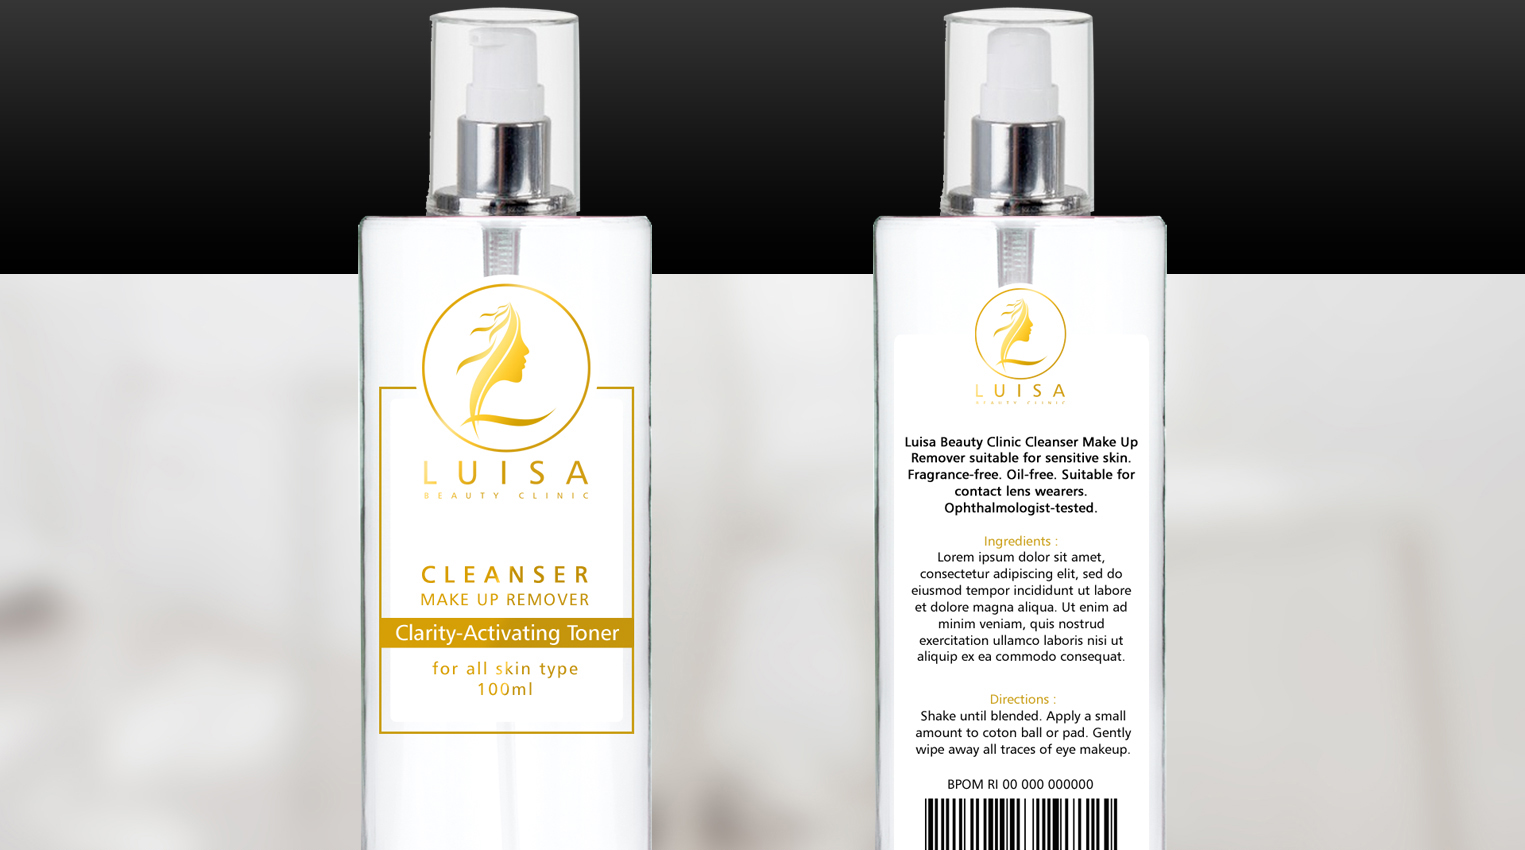 LUISA
BEAUTY CLINIC
CLEANSER
MAKE UP REMOVER
Clarity-Activating Toner
for all skin type
100ml
LUISA
BEAUTY CLINIC
Luisa Beauty Clinic Cleanser Make Up
Remover suitable for sensitive skin.
Fragrance-free. Oil-free. Suitable for
contact lens wearers.
Ophthalmologist-tested.
Ingredients :
Lorem ipsum dolor sit amet,
consectetur adipiscing elit, sed do
eiusmod tempor incididunt ut labore
et dolore magna aliqua. Ut enim ad
minim veniam, quis nostrud
exercitation ullamco laboris nisi ut
aliquip ex ea commodo consequat.
Directions :
Shake until blended. Apply a small
amount to coton ball or pad. Gently
wipe away all traces of eye makeup.
BPOM RI 00 000 000000